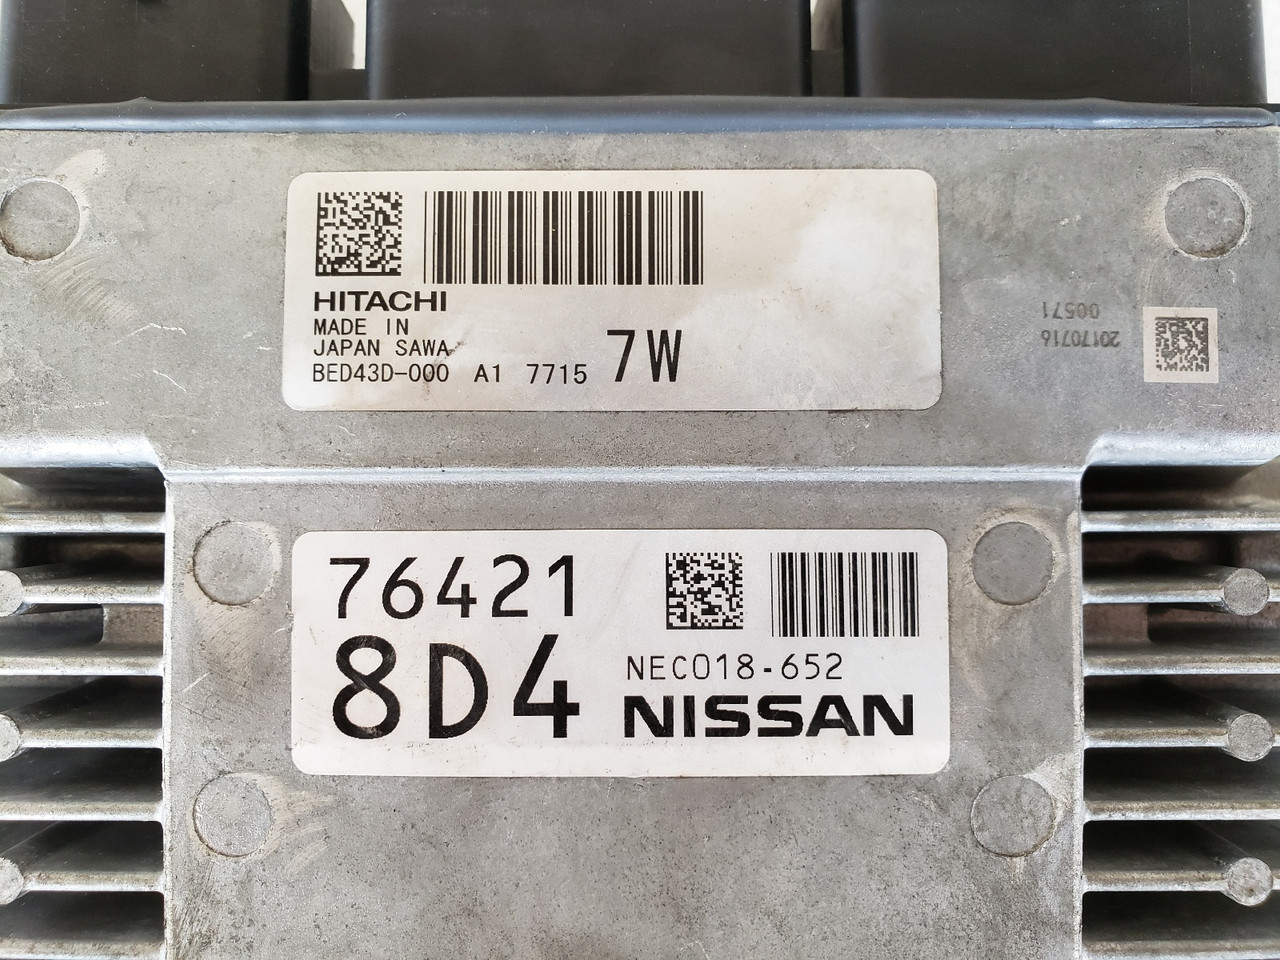 HITACHI
MADE IN
JAPAN SAWA
BED43D-000 A1 7715 7W
20170716
00571
76421
8D4
NEC018-652
NISSAN